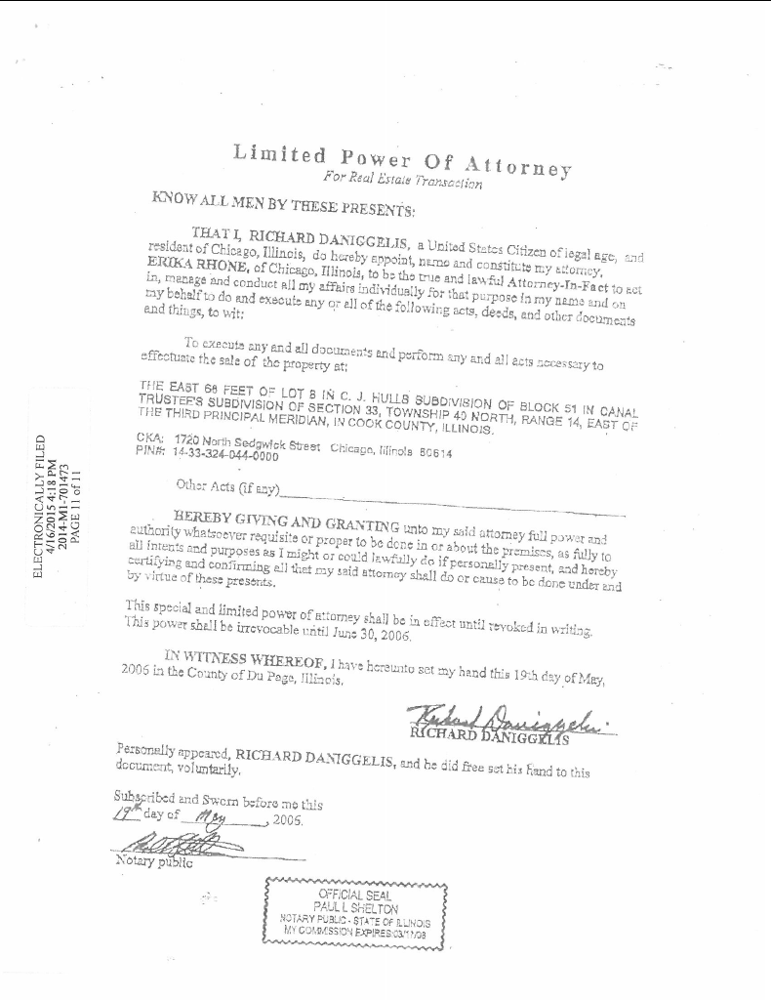 Limited Power Of Attorney
For Real Estate Transaction
KNOW ALL MEN BY THESE PRESENTS:
THAT I, RICHARD DANIGGELIS, a United States Citizen of legal age, and
resident of Chicago, Illinois, do hereby appoint, name and constitute my attorney,
ERIKA RHONE, of Chicago, Illinois, to be the true and lawful Attorney-In-Fact to act
in, manage and conduct all my affairs individually for that purpose in my name and on
my behalf to do and execute any or all of the following acts, deeds, and other documents
and things, to wit:
To execute any and all documents and perform any and all acts necessary to
effectuate the sale of the property at:
THE EAST 66 FEET OF LOT 8 IN C. J. HULLS SUBDIVISION OF BLOCK 51 IN CANAL
TRUSTEE'S SUBDIVISION OF SECTION 33, TOWNSHIP 40 NORTH, RANGE 14, EAST OF
THE THIRD PRINCIPAL MERIDIAN, IN COOK COUNTY, ILLINOIS.
CKA: 1720 North Sedgwick Street Chicago, Illinois 60614
PIN#: 14-33-324-044-0000
Other Acts (if any)
HEREBY GIVING AND GRANTING unto my said attorney full power and
authority whatsoever requisite or proper to be done in or about the premises, as fully to
all intents and purposes as I might or could lawfully do if personally present, and hereby
certifying and confirming all that my said attorney shall do or cause to be done under and
by virtue of these presents.
This special and limited power of attorney shall be in effect until revoked in writing.
This power shall be irrevocable until June 30, 2006.
IN WITNESS WHEREOF, I have hereunto set my hand this 19th day of May,
2006 in the County of Du Page, Illinois.
Richard Daniggelis
RICHARD DANIGGELIS
Personally appeared, RICHARD DANIGGELIS, and he did free set his hand to this
document, voluntarily.
Subscribed and Sworn before me this
19th day of May, 2006.
Notary public
OFFICIAL SEAL
PAUL L SHELTON
NOTARY PUBLIC - STATE OF ILLINOIS
MY COMMISSION EXPIRES:03/11/08
ELECTRONICALLY FILED
4/16/2015 4:18 PM
2014-M1-701473
PAGE 11 of 11